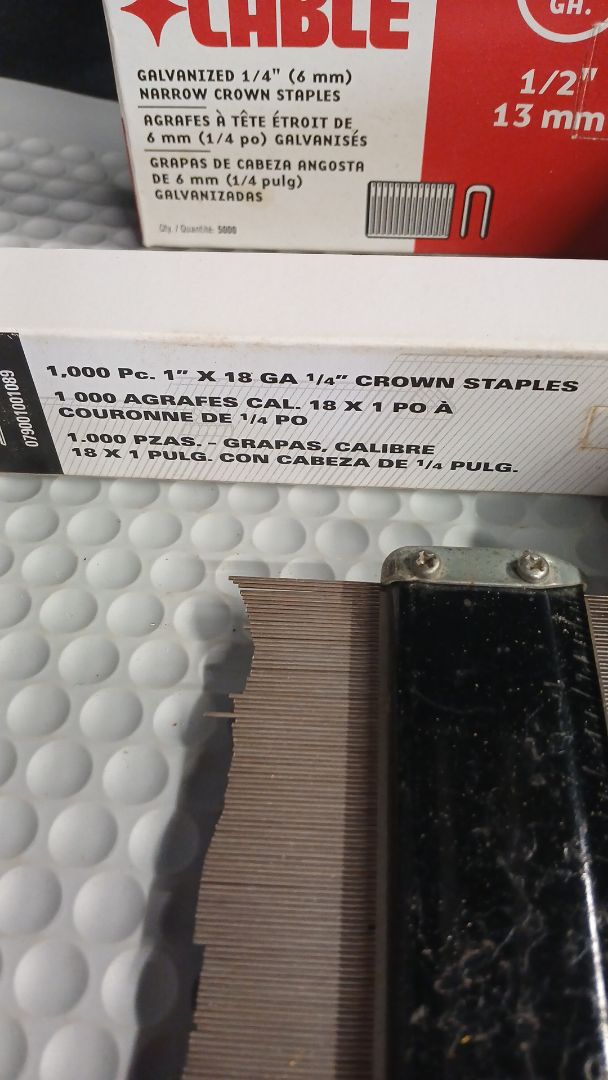 CABLE
GALVANIZED 1/4" (6 mm)
NARROW CROWN STAPLES
AGRAFES À TÊTE ÉTROIT DE
6 mm (1/4 po) GALVANISÉS
GRAPAS DE CABEZA ANGOSTA
DE 6 mm (1/4 pulg)
GALVANIZADAS
Qty / Quantité: 5000
GA.
1/2"
13 mm
1,000 Pc. 1" X 18 GA 1/4" CROWN STAPLES
1 000 AGRAFES CAL. 18 X 1 PO À
COURONNE DE 1/4 PO
1.000 PZAS. - GRAPAS, CALIBRE
18 X 1 PULG. CON CABEZA DE 1/4 PULG.
079001001089